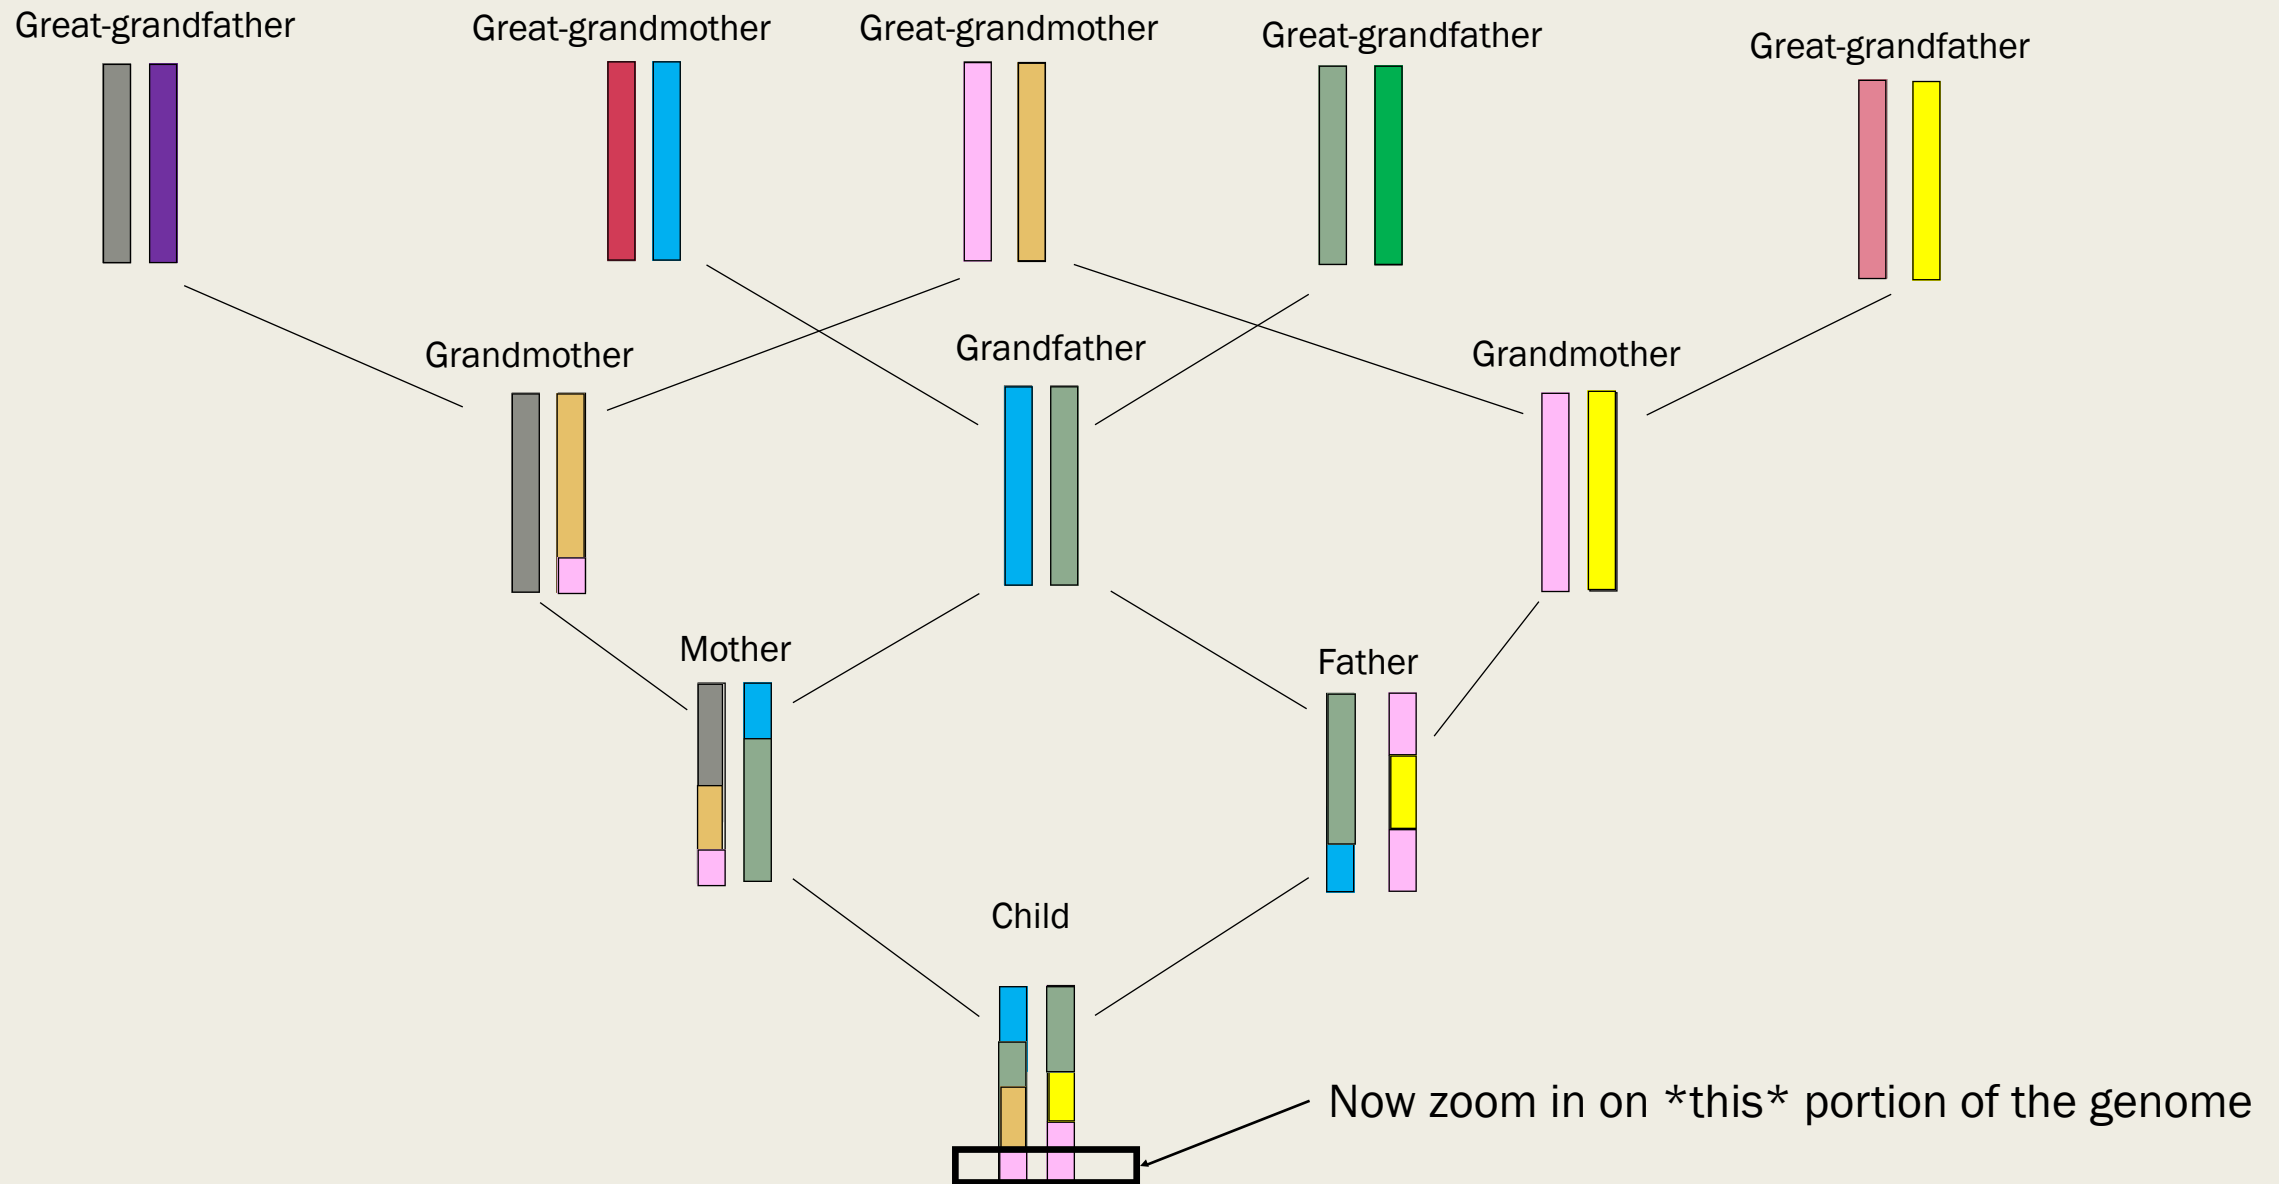 Great-grandfather
Great-grandmother
Great-grandmother
Great-grandfather
Great-grandfather
Grandmother
Grandfather
Grandmother
Mother
Father
Child
Now zoom in on *this* portion of the genome